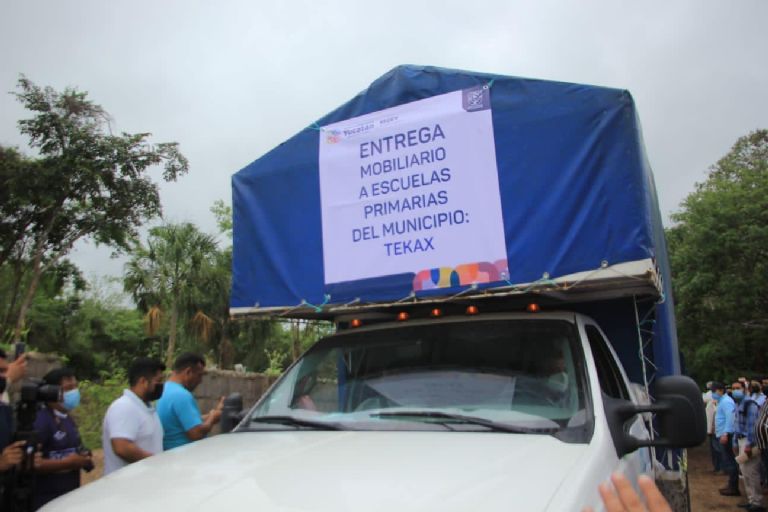 Yucatán
ENTREGA
MOBILIARIO
A ESCUELAS
PRIMARIAS
DEL MUNICIPIO:
TEKAX